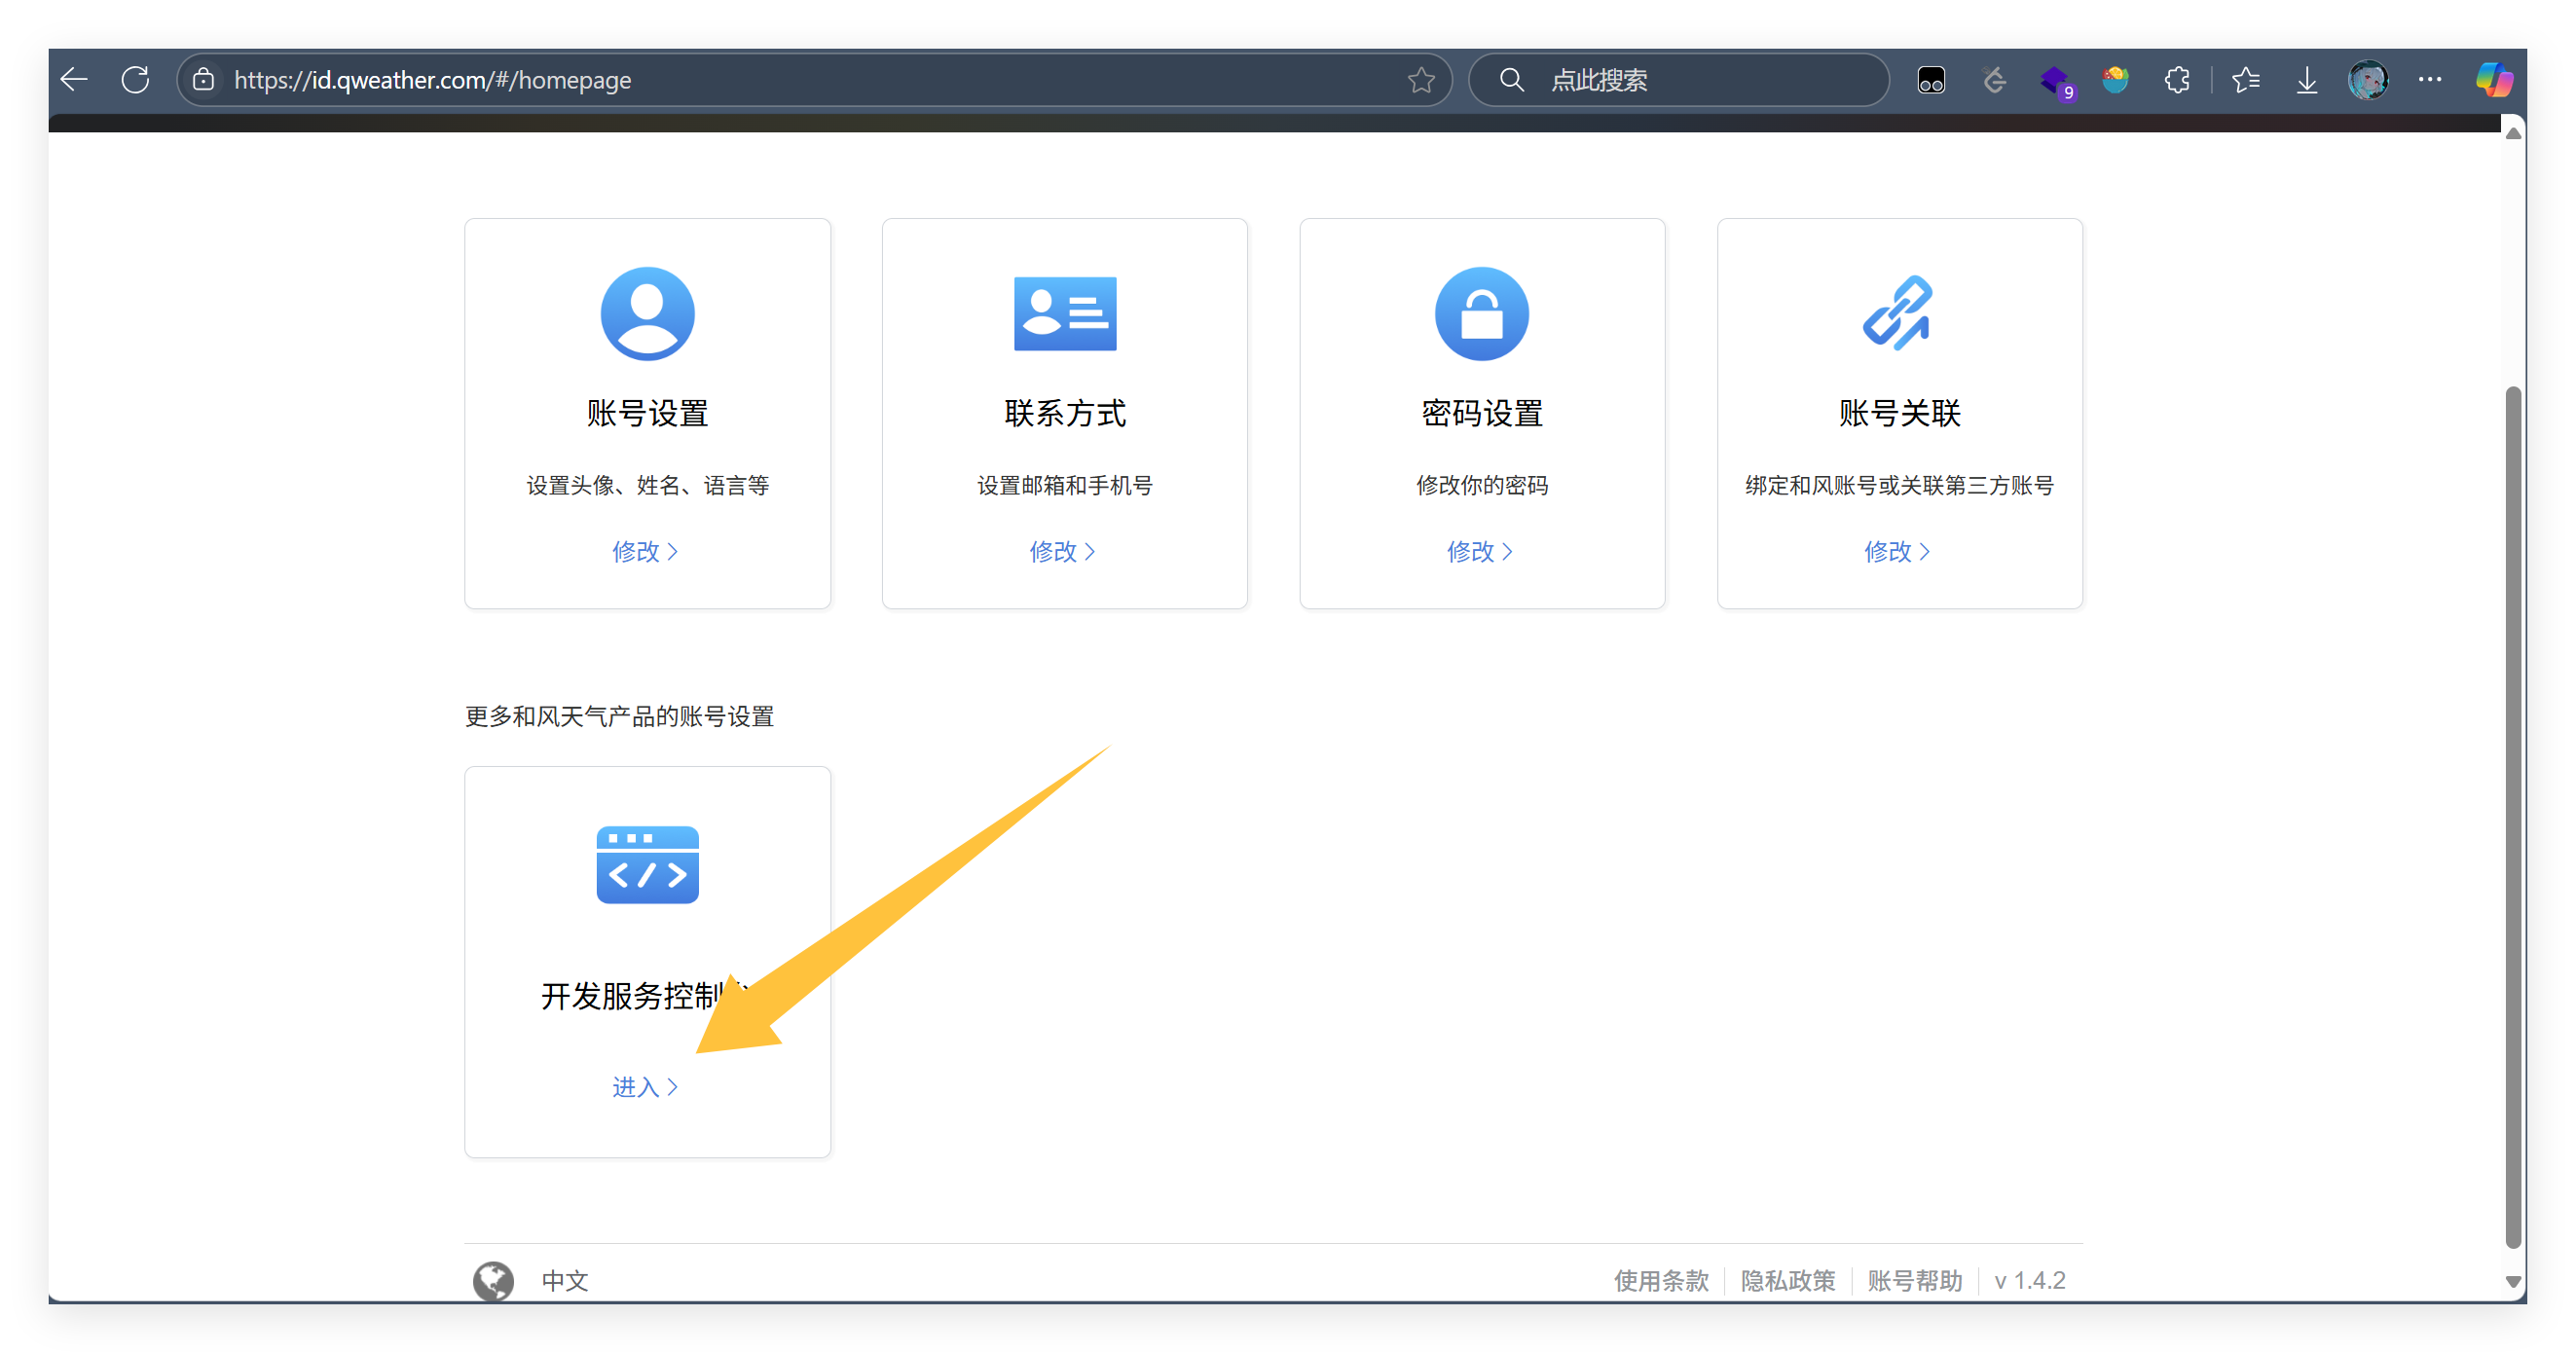 https://id.qweather.com/#/homepage
点此搜索
9
账号设置
联系方式
密码设置
账号关联
设置头像、姓名、语言等
设置邮箱和手机号
修改你的密码
绑定和风账号或关联第三方账号
修改
修改
修改
修改
更多和风天气产品的账号设置
</>
开发服务控制
进入
中文
使用条款
隐私政策
账号帮助
v 1.4.2